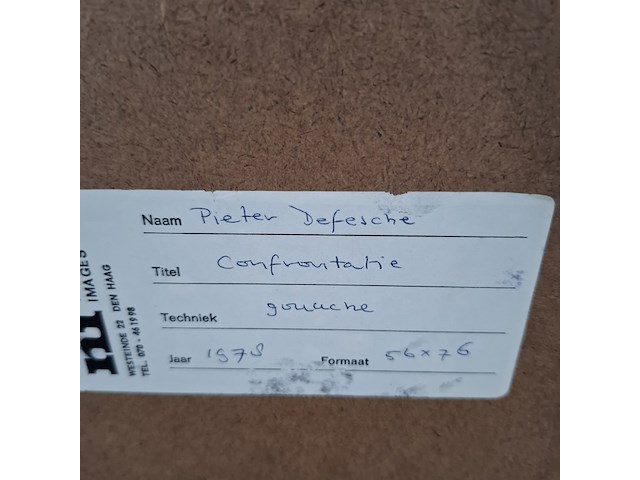 Naam Pieter Defesche
Titel Confrontatie
Techniek gouache
Jaar 1978 Formaat 56x76
IMAGES
WESTEINDE 22 DEN HAAG
TEL. 070 - 461998